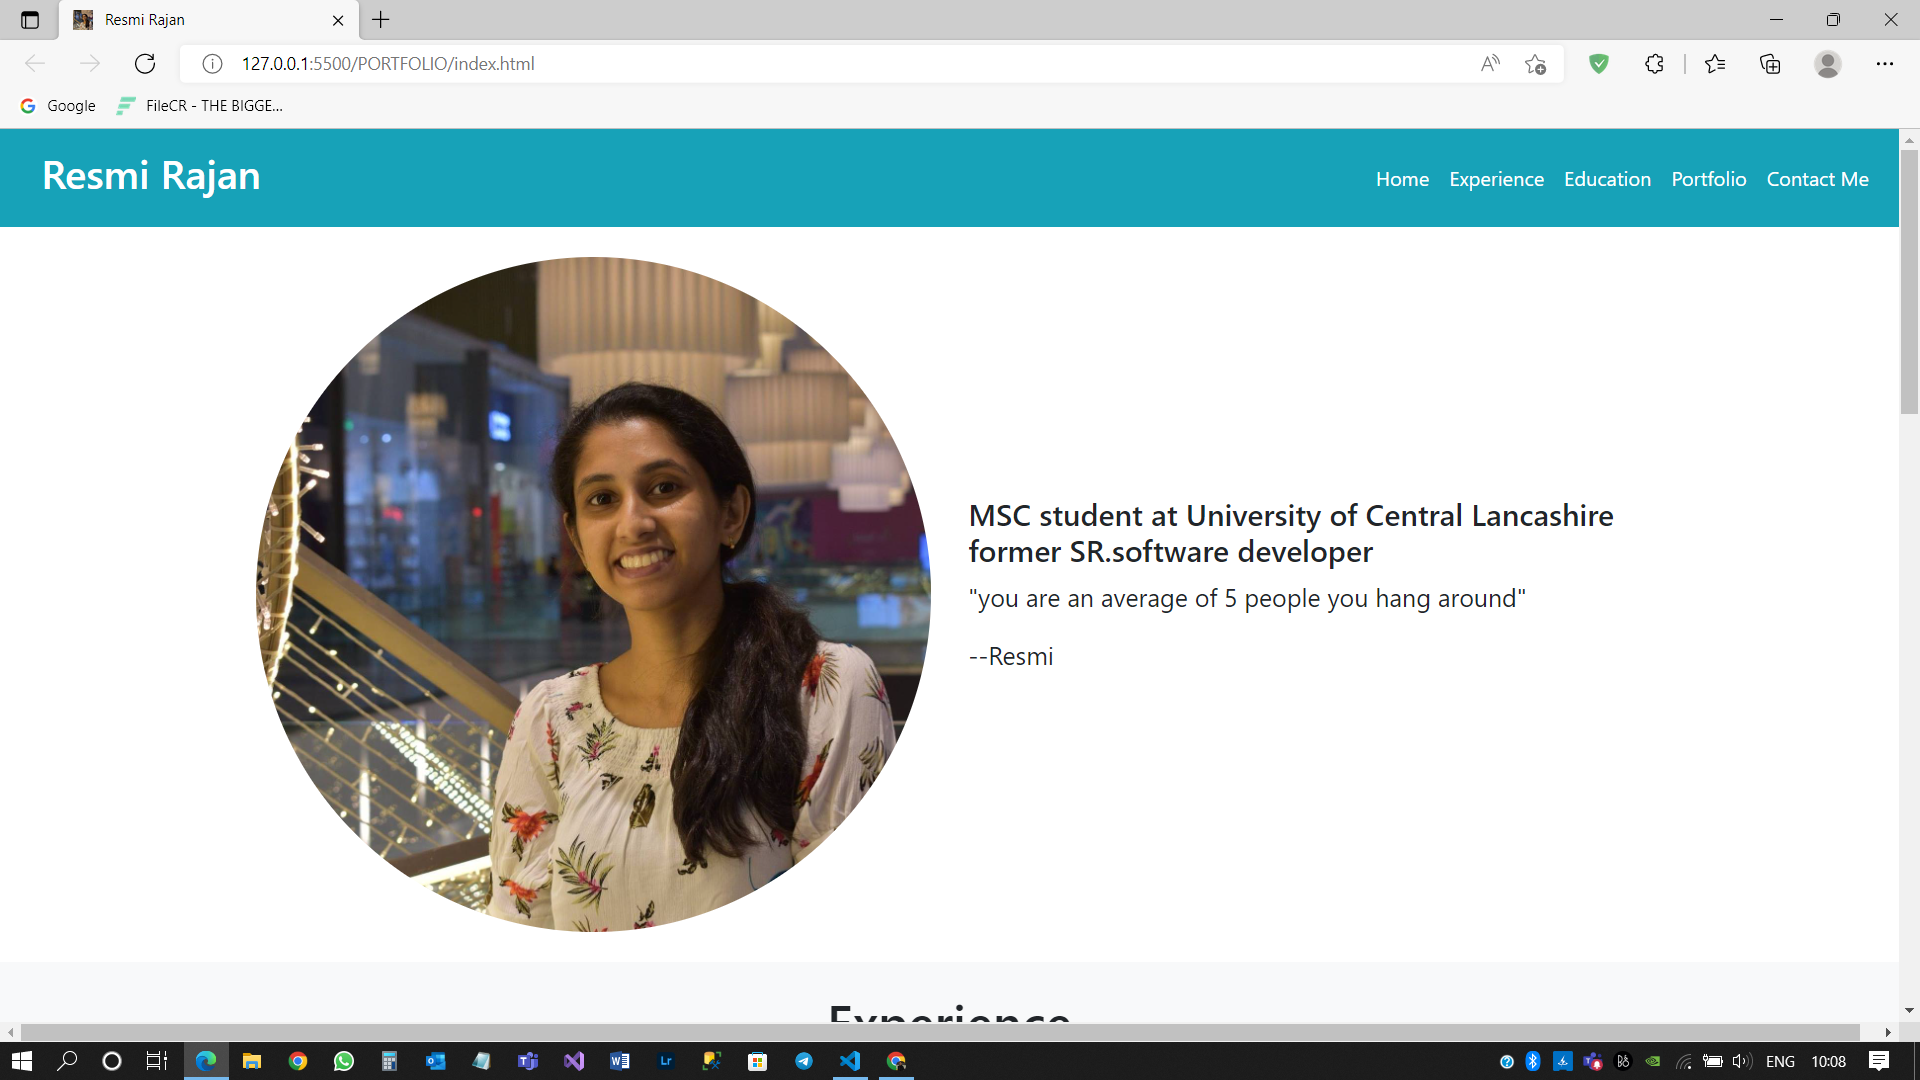 Resmi Rajan
127.0.0.1:5500/PORTFOLIO/index.html
Google
FileCR - THE BIGGE...
Resmi Rajan
Home
Experience
Education
Portfolio
Contact Me
MSC student at University of Central Lancashire
former SR.software developer
"you are an average of 5 people you hang around"
--Resmi
Experience
ENG
10:08